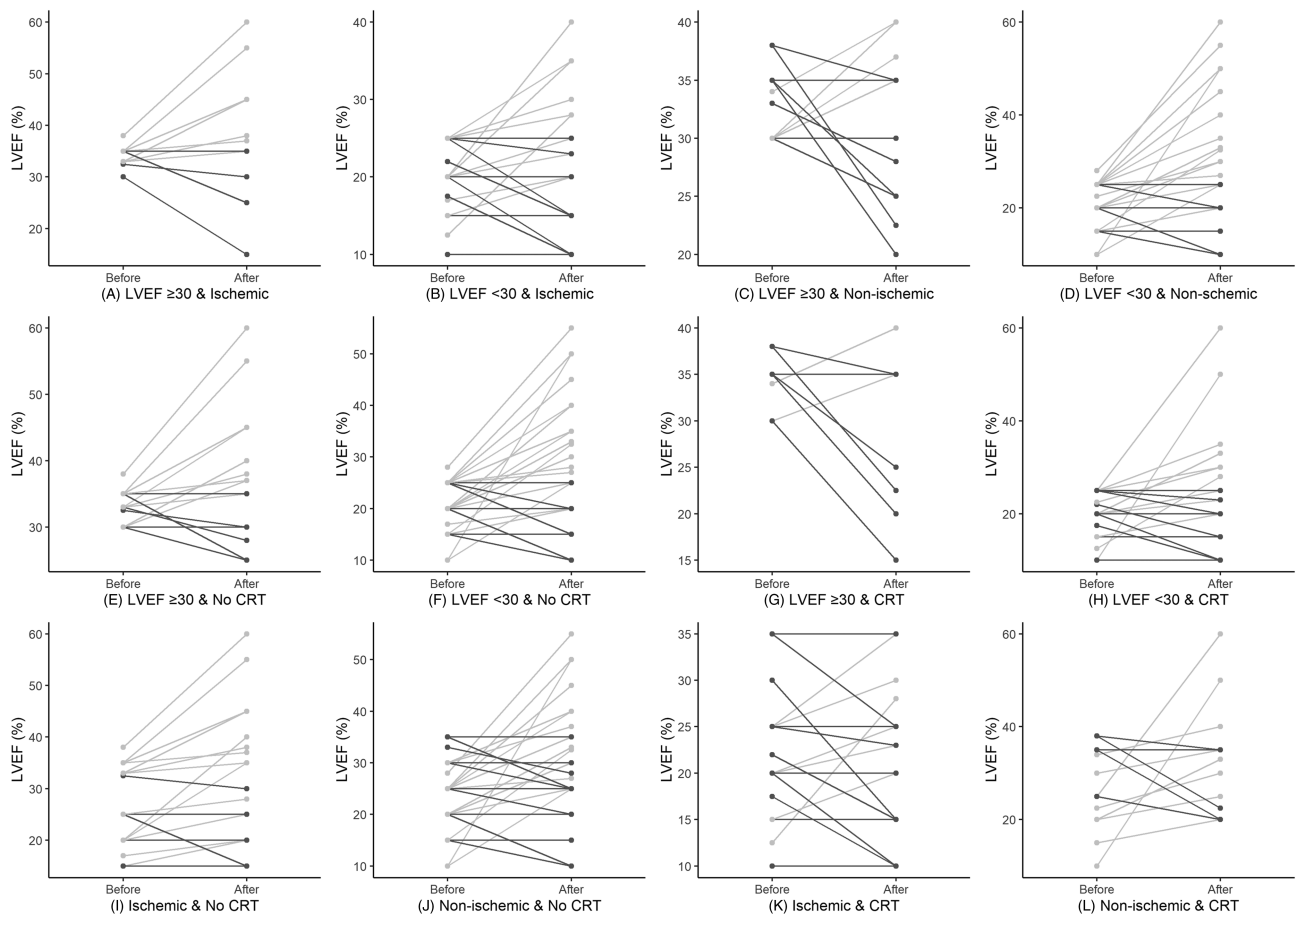 60
50
40
30
20
LVEF (%)
Before After
(A) LVEF ≥30 & Ischemic
40
30
20
10
LVEF (%)
Before After
(B) LVEF <30 & Ischemic
40
35
30
25
20
LVEF (%)
Before After
(C) LVEF ≥30 & Non-ischemic
60
40
20
LVEF (%)
Before After
(D) LVEF <30 & Non-schemic
60
50
40
30
LVEF (%)
Before After
(E) LVEF ≥30 & No CRT
50
40
30
20
10
LVEF (%)
Before After
(F) LVEF <30 & No CRT
40
35
30
25
20
15
LVEF (%)
Before After
(G) LVEF ≥30 & CRT
60
40
20
LVEF (%)
Before After
(H) LVEF <30 & CRT
60
50
40
30
20
LVEF (%)
Before After
(I) Ischemic & No CRT
50
40
30
20
10
LVEF (%)
Before After
(J) Non-ischemic & No CRT
35
30
25
20
15
10
LVEF (%)
Before After
(K) Ischemic & CRT
60
40
20
LVEF (%)
Before After
(L) Non-ischemic & CRT